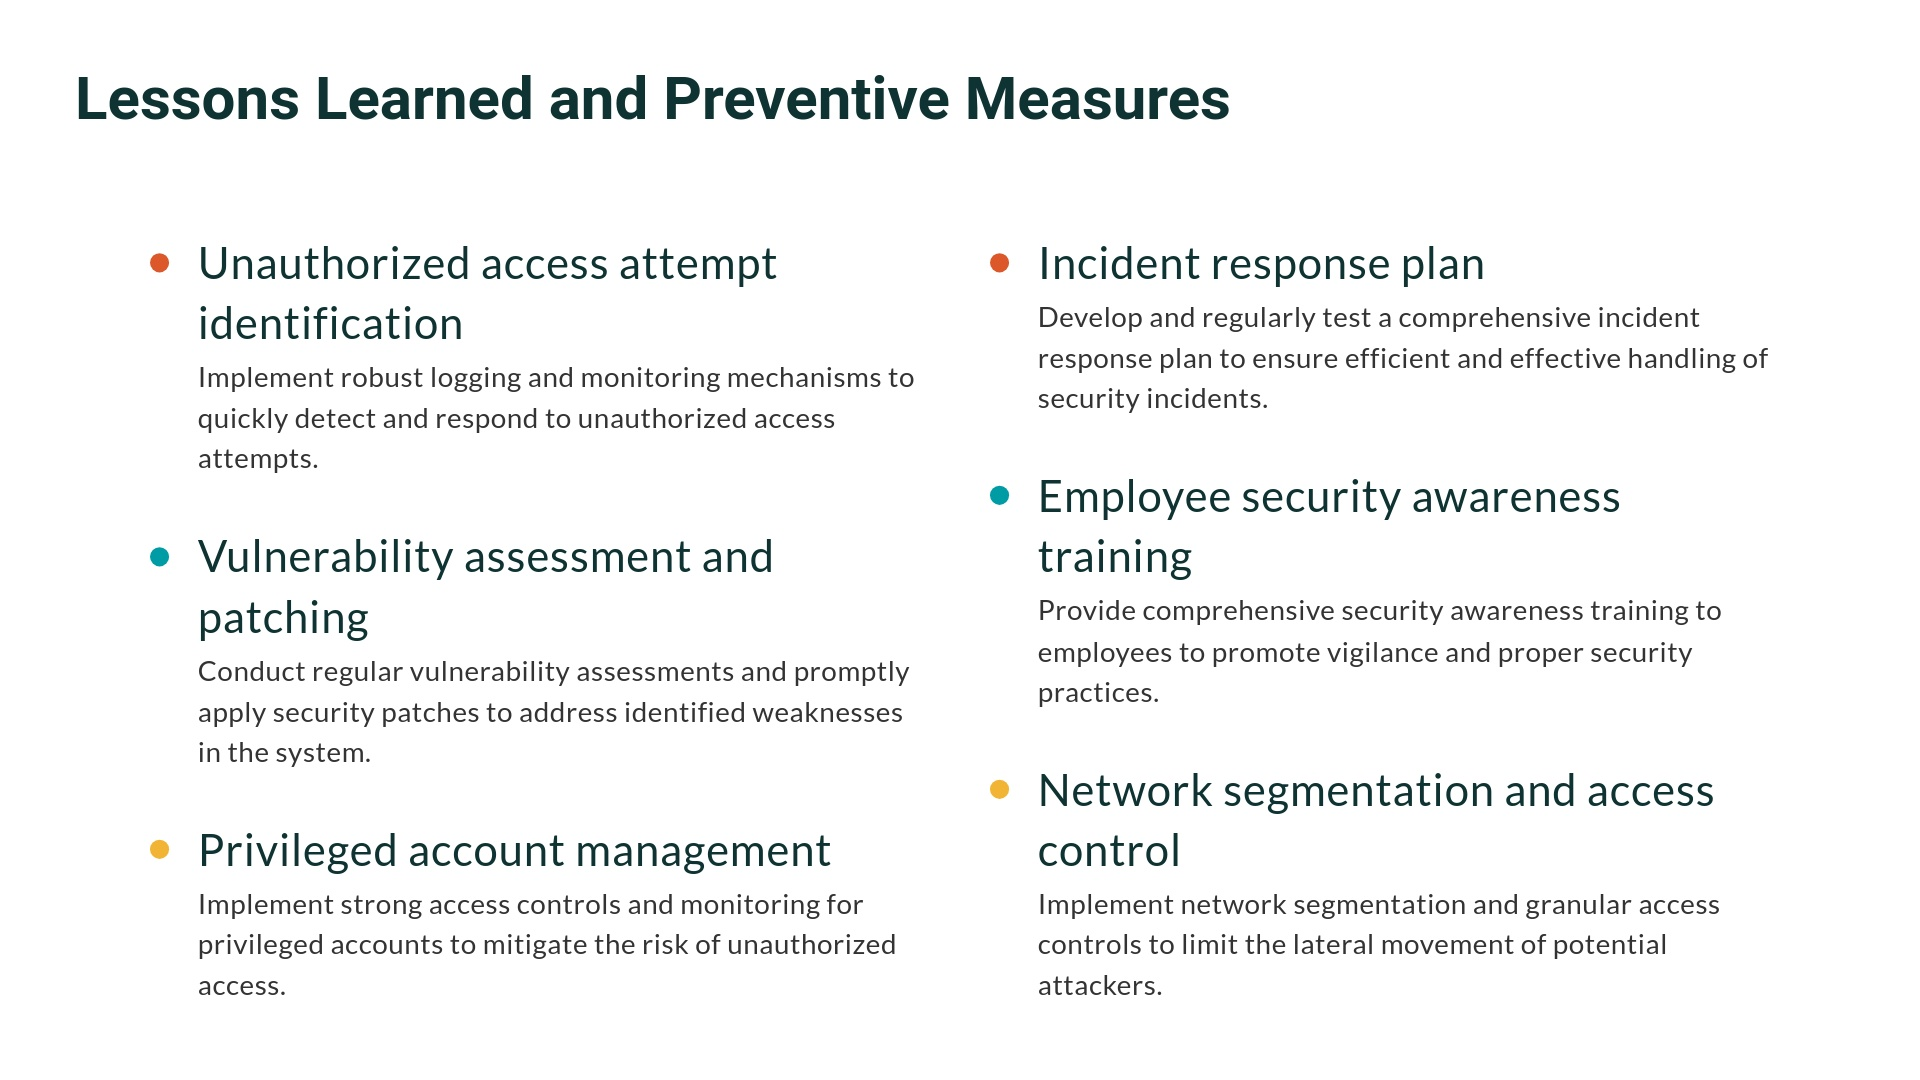 Lessons Learned and Preventive Measures
Unauthorized access attempt
identification
Implement robust logging and monitoring mechanisms to
quickly detect and respond to unauthorized access
attempts.
Vulnerability assessment and
patching
Conduct regular vulnerability assessments and promptly
apply security patches to address identified weaknesses
in the system.
Privileged account management
Implement strong access controls and monitoring for
privileged accounts to mitigate the risk of unauthorized
access.
Incident response plan
Develop and regularly test a comprehensive incident
response plan to ensure efficient and effective handling of
security incidents.
Employee security awareness
training
Provide comprehensive security awareness training to
employees to promote vigilance and proper security
practices.
Network segmentation and access
control
Implement network segmentation and granular access
controls to limit the lateral movement of potential
attackers.